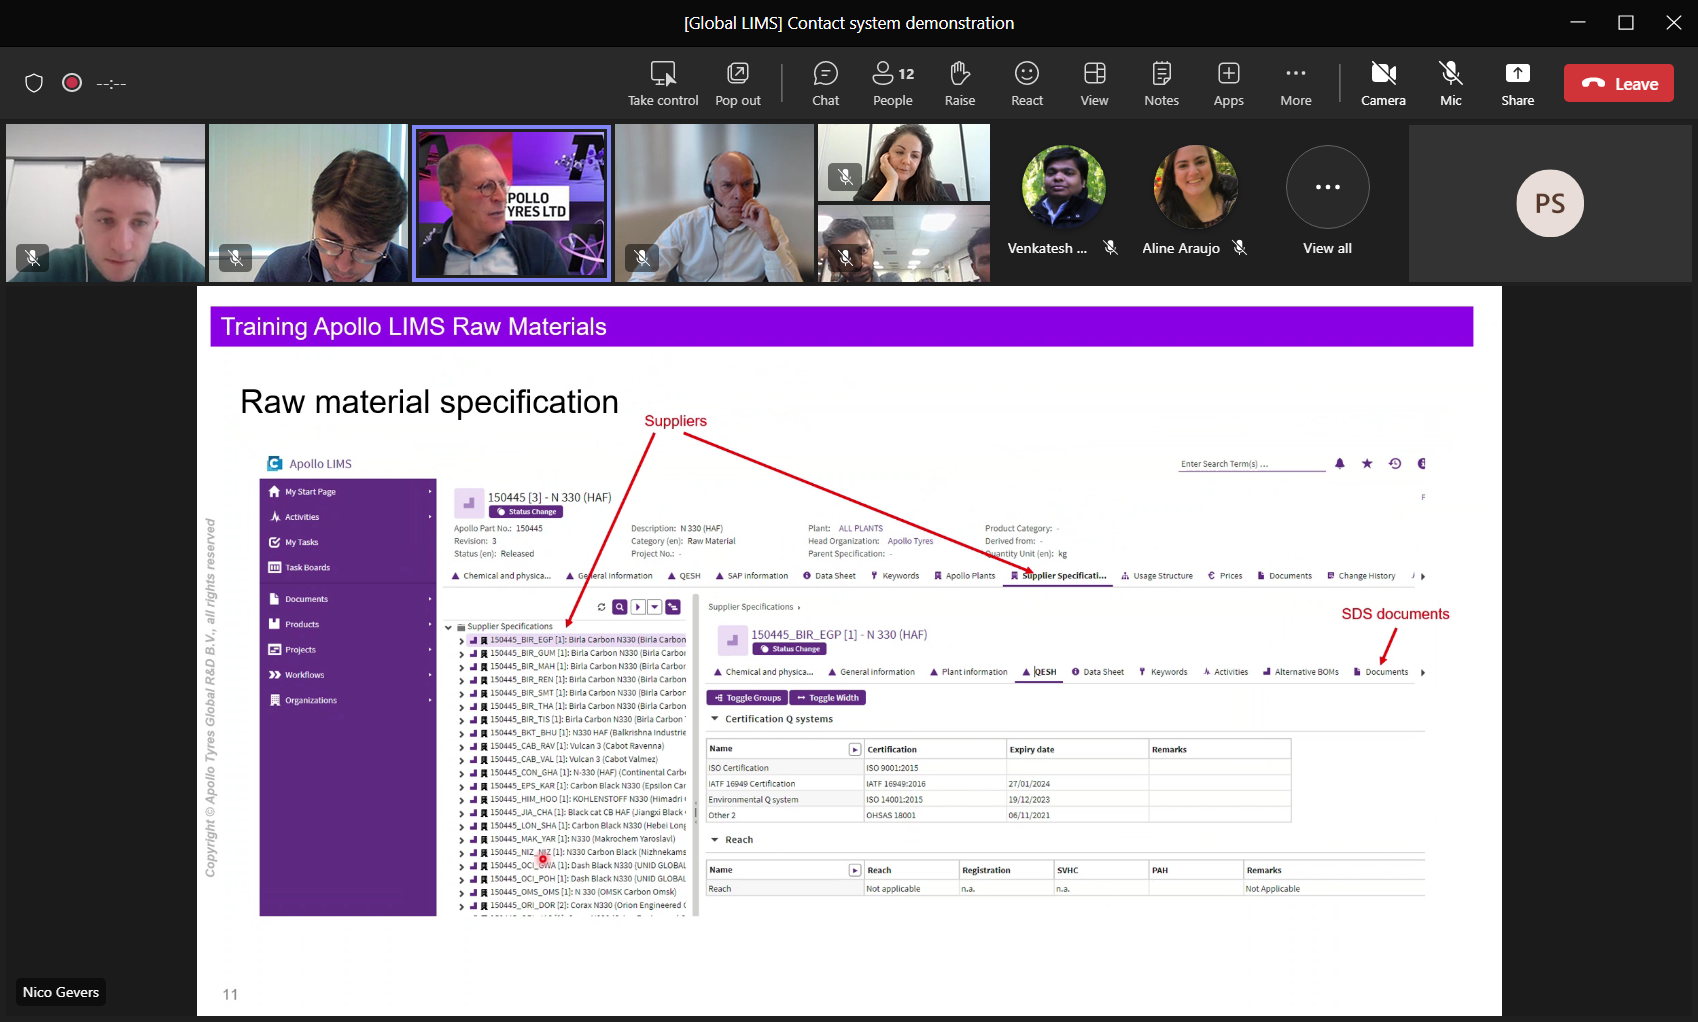 [Global LIMS] Contact system demonstration
--:--
Take control
Pop out
Chat
12
People
Raise
React
View
Notes
Apps
More
Camera
Mic
Share
Leave
POLLO
YRES LTD
Venkatesh ...
Aline Araujo
View all
PS
Training Apollo LIMS Raw Materials
Raw material specification
Suppliers
Apollo LIMS
Enter Search Term(s) ...
My Start Page
Activities
My Tasks
Task Boards
Documents
Products
Projects
Workflows
Organizations
150445 [3] - N 330 (HAF)
Status Change
Apollo Part No.: 150445
Description: N 330 (HAF)
Plant: ALL PLANTS
Product Category: -
Revision: 3
Category (en): Raw Material
Head Organization: Apollo Tyres
Derived from: -
Status (en): Released
Project No.: -
Parent Specification: -
Quantity Unit (en): kg
Chemical and physica...
General information
QESH
SAP information
Data Sheet
Keywords
Apollo Plants
Supplier Specificati...
Usage Structure
Prices
Documents
Change History
Supplier Specifications
150445_BIR_EGP [1]: Birla Carbon N330 (Birla Carbon
150445_BIR_GUM [1]: Birla Carbon N330 (Birla Carbor
150445_BIR_MAH [1]: Birla Carbon N330 (Birla Carbor
150445_BIR_REN [1]: Birla Carbon N330 (Birla Carbon
150445_BIR_SMT [1]: Birla Carbon N330 (Birla Carbon
150445_BIR_THA [1]: Birla Carbon N330 (Birla Carbon
150445_BIR_TIS [1]: Birla Carbon N330 (Birla Carbon
150445_BKT_BHU [1]: N330 HAF (Balkrishna Industrie
150445_CAB_RAV [1]: Vulcan 3 (Cabot Ravenna)
150445_CAB_VAL [1]: Vulcan 3 (Cabot Valmez)
150445_CON_GHA [1]: N-330 (HAF) (Continental Carb
150445_EPS_KAR [1]: Carbon Black N330 (Epsilon Car
150445_HIM_HOO [1]: KOHLENSTOFF N330 (Himadri
150445_JIA_CHA [1]: Black cat CB HAF (Jiangxi Black
150445_LON_SHA [1]: Carbon Black N330 (Hebei Long
150445_MAK_YAR [1]: N330 (Makrochem Yaroslavl)
150445_NIZ_NIZ [1]: N330 Carbon Black (Nizhnekams
150445_OCI_GWA [1]: Dash Black N330 (UNID GLOBAL
150445_OCI_POH [1]: Dash Black N330 (UNID GLOBAL
150445_OMS_OMS [1]: N 330 (OMSK Carbon Omsk)
150445_ORI_DOR [2]: Corax N330 (Orion Engineered
Supplier Specifications
150445_BIR_EGP [1] - N 330 (HAF)
Status Change
SDS documents
Chemical and physica...
General information
Plant information
QESH
Data Sheet
Keywords
Activities
Alternative BOMs
Documents
Toggle Groups
Toggle Width
Certification Q systems
Name Certification Expiry date Remarks
ISO Certification ISO 9001:2015
IATF 16949 Certification IATF 16949:2016 27/01/2024
Environmental Q system ISO 14001:2015 19/12/2023
Other 2 OHSAS 18001 06/11/2021
Reach
Name Reach Registration SVHC PAH Remarks
Reach Not applicable n.a. n.a. Not Applicable
Copyright © Apollo Tyres Global R&D B.V., all rights reserved
Nico Gevers
11